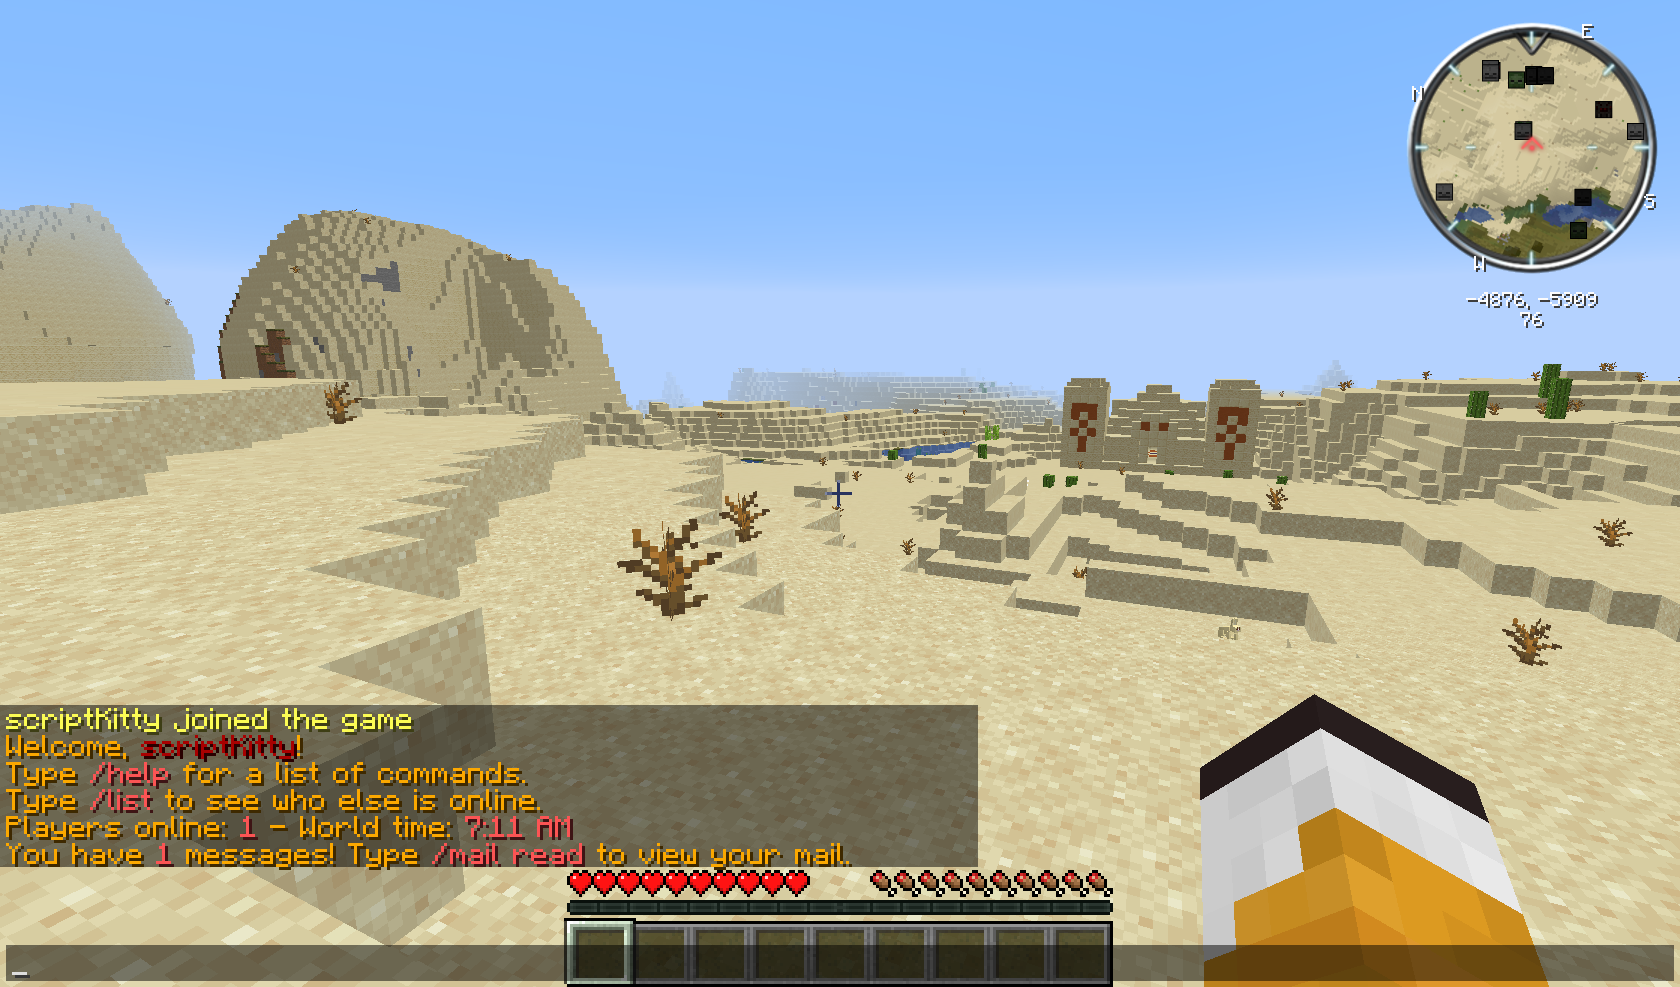 E
N
S
W
-4876, -5909
76
scriptKitty joined the game
Welcome, scriptKitty!
Type /help for a list of commands.
Type /list to see who else is online.
Players online: 1 - World time: 7:11 AM
You have 1 messages! Type /mail read to view your mail.
_